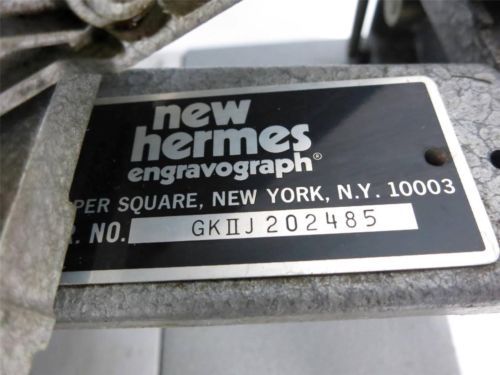 new
hermes
engravograph®
PER SQUARE, NEW YORK, N.Y. 10003
R. NO. GKIIJ 202485